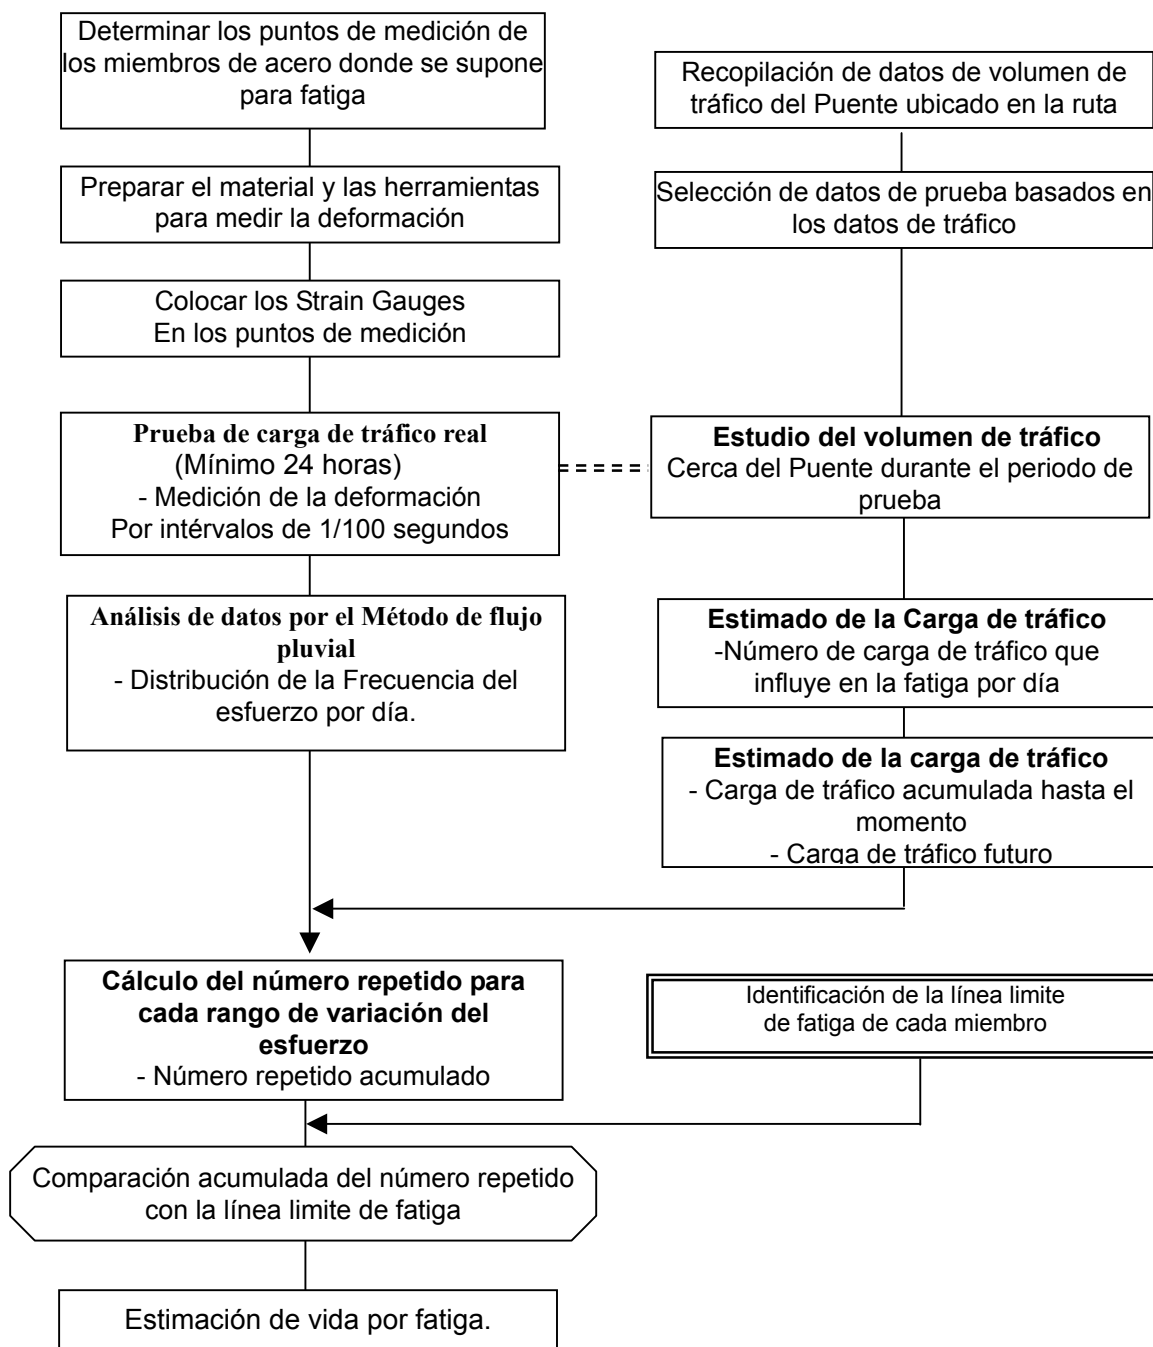 Determinar los puntos de medición de
los miembros de acero donde se supone
para fatiga
Preparar el material y las herramientas
para medir la deformación
Colocar los Strain Gauges
En los puntos de medición
Prueba de carga de tráfico real
(Mínimo 24 horas)
- Medición de la deformación
Por intérvalos de 1/100 segundos
Análisis de datos por el Método de flujo
pluvial
- Distribución de la Frecuencia del
esfuerzo por día.
Recopilación de datos de volumen de
tráfico del Puente ubicado en la ruta
Selección de datos de prueba basados en
los datos de tráfico
Estudio del volumen de tráfico
Cerca del Puente durante el periodo de
prueba
Estimado de la Carga de tráfico
-Número de carga de tráfico que
influye en la fatiga por día
Estimado de la carga de tráfico
- Carga de tráfico acumulada hasta el
momento
- Carga de tráfico futuro
Cálculo del número repetido para
cada rango de variación del
esfuerzo
- Número repetido acumulado
Identificación de la línea limite
de fatiga de cada miembro
Comparación acumulada del número repetido
con la línea limite de fatiga
Estimación de vida por fatiga.